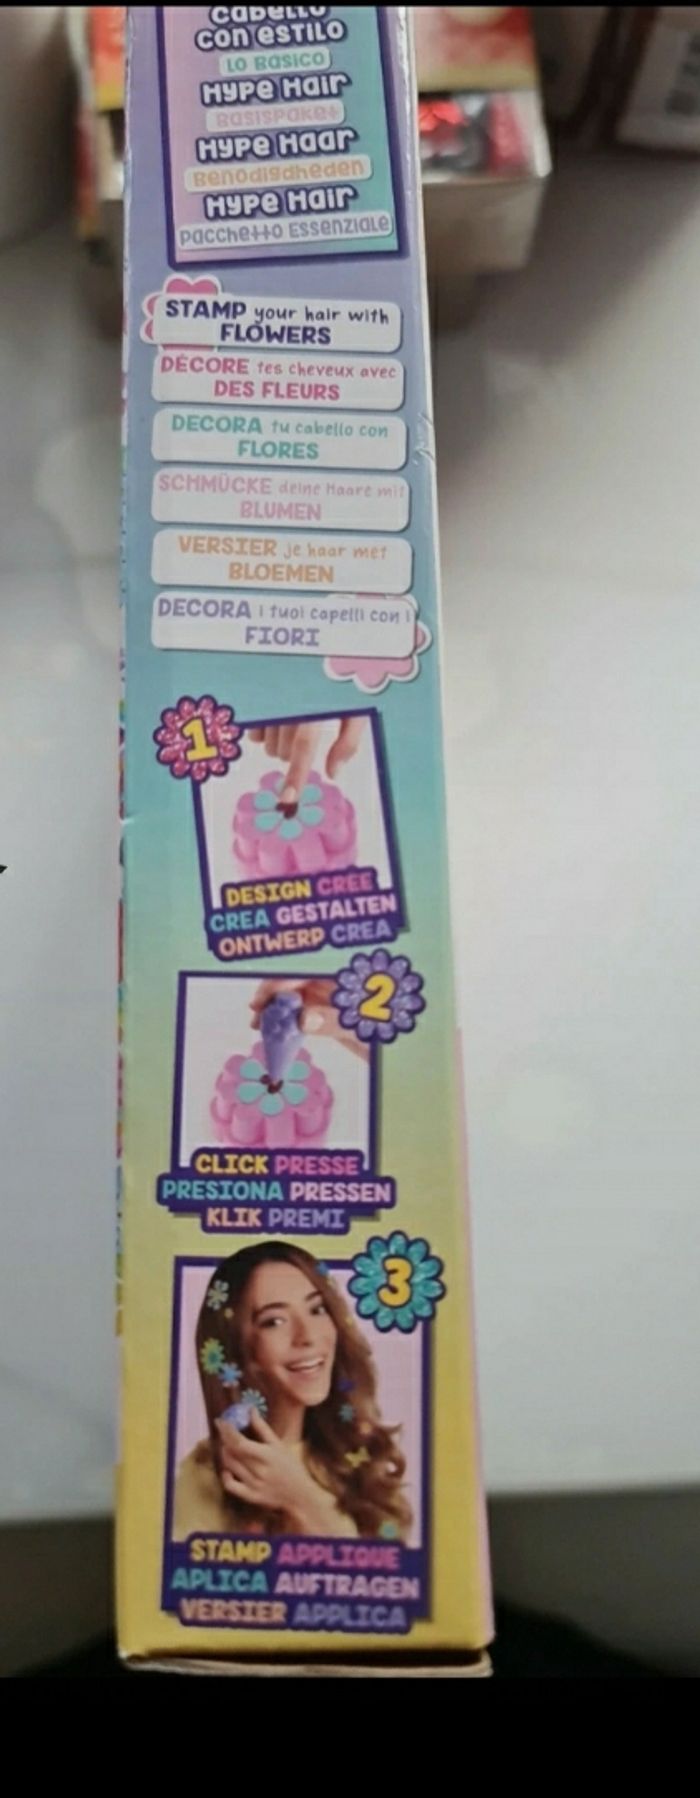 CABELLO
CON ESTILO
LO BÁSICO
HYPE HAIR
BASISPAKET
HYPE HAAR
BENODIGDHEDEN
HYPE HAIR
PACCHETTO ESSENZIALE
STAMP your hair with
FLOWERS
DÉCORE tes cheveux avec
DES FLEURS
DECORA tu cabello con
FLORES
SCHMÜCKE deine Haare mit
BLUMEN
VERSIER je haar met
BLOEMEN
DECORA i tuoi capelli con i
FIORI
1
DESIGN CRÉE
CREA GESTALTEN
ONTWERP CREA
2
CLICK PRESSE
PRESIONA PRESSEN
KLIK PREMI
3
STAMP APPLIQUE
APLICA AUFTRAGEN
VERSIER APPLICA